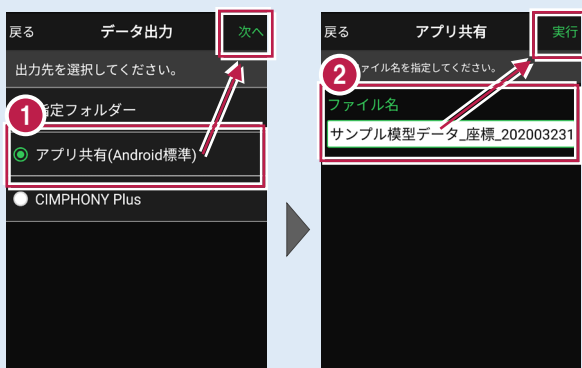 戻る データ出力 次へ
出力先を選択してください。
1
指定フォルダー
アプリ共有(Android標準)
CIMPHONY Plus
戻る アプリ共有 実行
2
ファイル名を指定してください。
ファイル名
サンプル模型データ_座標_202003231